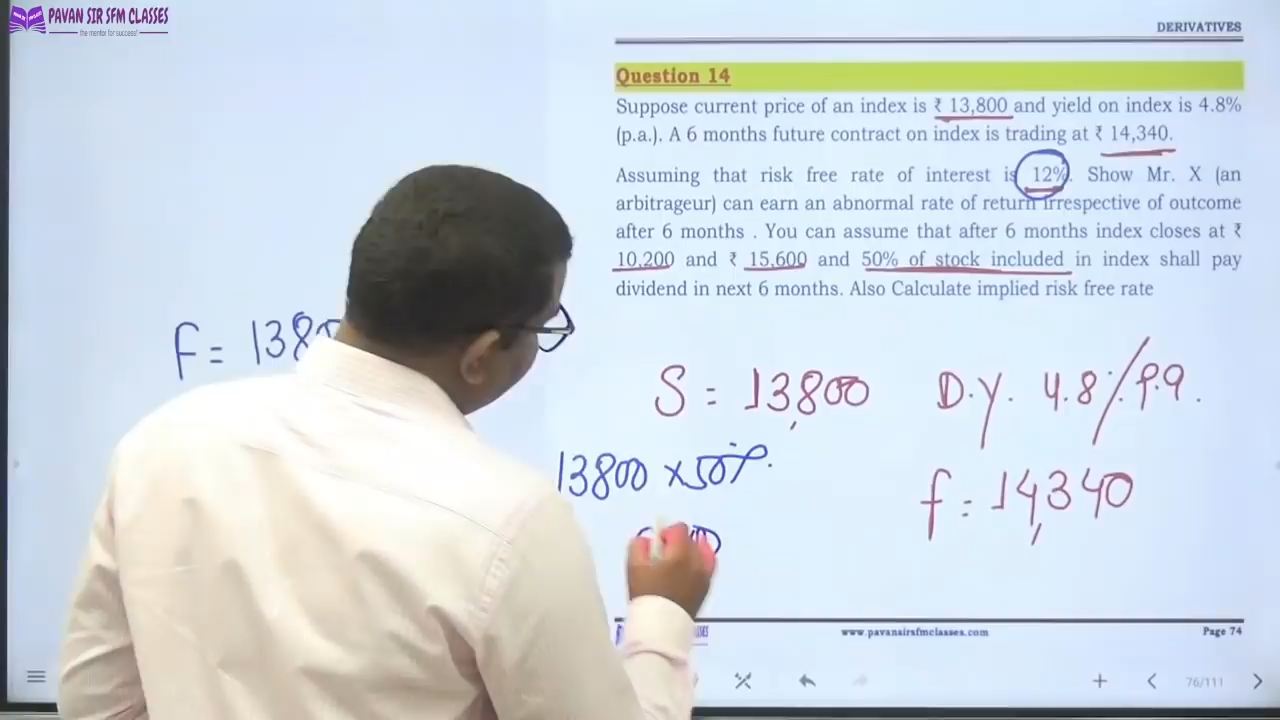 PAVAN SIR SFM CLASSES
the mentor for success!
DERIVATIVES
Question 14
Suppose current price of an index is ₹ 13,800 and yield on index is 4.8%
(p.a.). A 6 months future contract on index is trading at ₹ 14,340.
Assuming that risk free rate of interest is 12%. Show Mr. X (an
arbitrageur) can earn an abnormal rate of return irrespective of outcome
after 6 months . You can assume that after 6 months index closes at ₹
10,200 and ₹ 15,600 and 50% of stock included in index shall pay
dividend in next 6 months. Also Calculate implied risk free rate
F = 1380
S = 13,800 D.Y. 4.8%
13800 × 50%.
f = 14,340
www.pavansirsfmclasses.com
Page 74
76/111